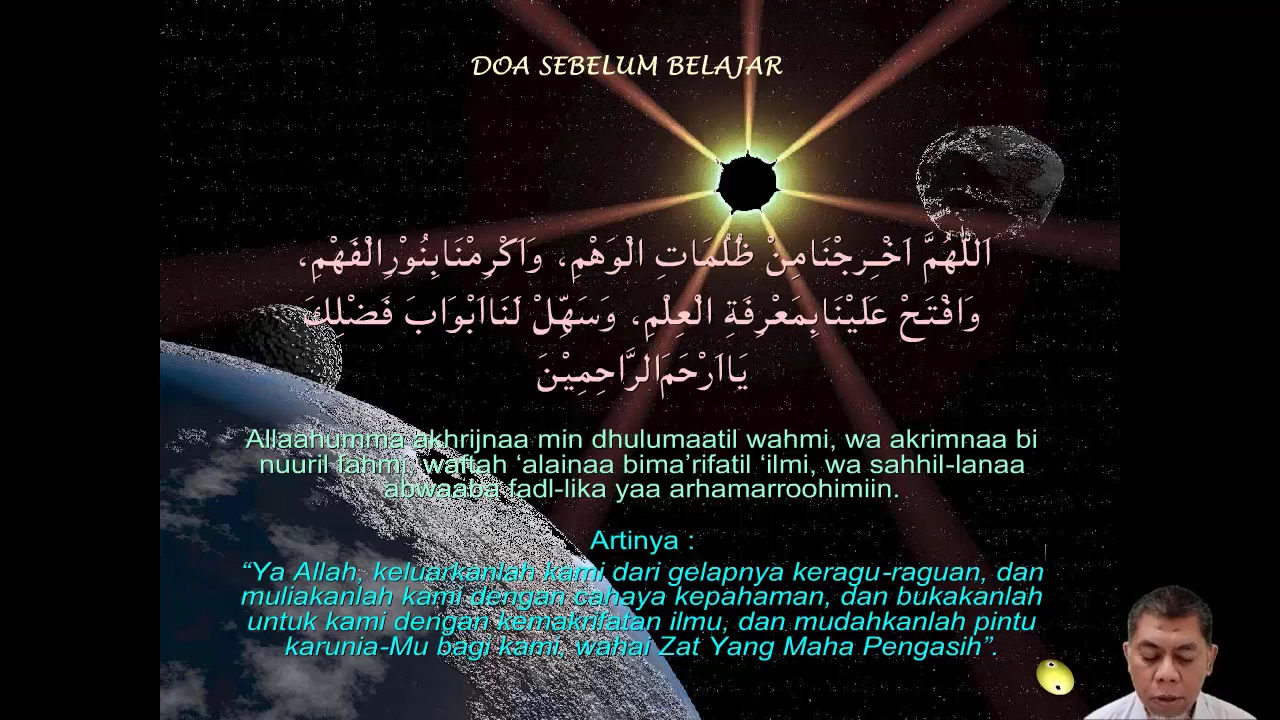 DOA SEBELUM BELAJAR
اَللّٰهُمَّ اَخْـرِجْنَامِنْ ظُلُمَاتِ الْوَهْمِ، وَاَكْرِمْنَابِنُوْرِالْفَهْمِ،
وَافْتَحْ عَلَيْنَابِمَعْرِفَةِ الْعِلْمِ، وَسَهِّلْ لَنَااَبْوَابَ فَضْلِكَ
يَااَرْحَمَ الرَّاحِمِيْنَ
Allaahumma akhrijnaa min dhulumaatil wahmi, wa akrimnaa bi
nuuril fahmi, waftah ‘alainaa bima’rifatil ‘ilmi, wa sahhil-lanaa
abwaaba fadl-lika yaa arhamarroohimiin.
Artinya :
“Ya Allah, keluarkanlah kami dari gelapnya keragu-raguan, dan
muliakanlah kami dengan cahaya kepahaman, dan bukakanlah
untuk kami dengan kemakrifatan ilmu, dan mudahkanlah pintu
karunia-Mu bagi kami, wahai Zat Yang Maha Pengasih”.